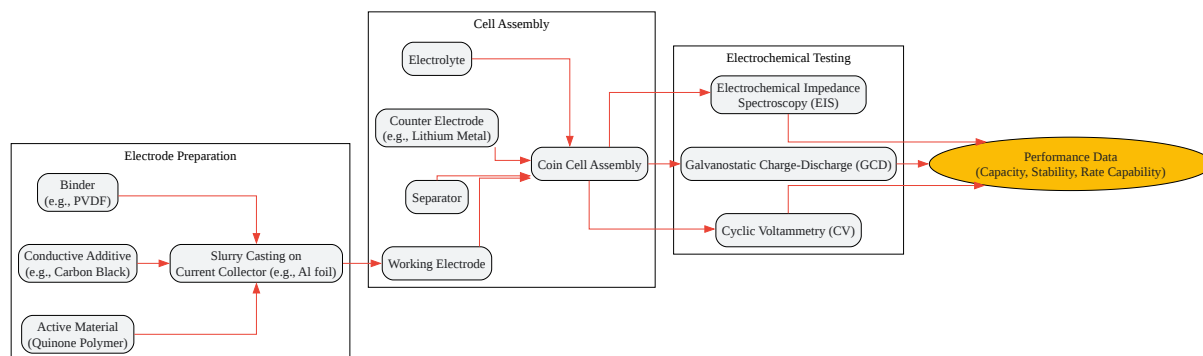 Cell Assembly
Electrolyte
Counter Electrode
(e.g., Lithium Metal)
Separator
Working Electrode
Coin Cell Assembly
Electrochemical Testing
Electrochemical Impedance
Spectroscopy (EIS)
Galvanostatic Charge-Discharge (GCD)
Cyclic Voltammetry (CV)
Performance Data
(Capacity, Stability, Rate Capability)
Electrode Preparation
Binder
(e.g., PVDF)
Conductive Additive
(e.g., Carbon Black)
Active Material
(Quinone Polymer)
Slurry Casting on
Current Collector (e.g., Al foil)